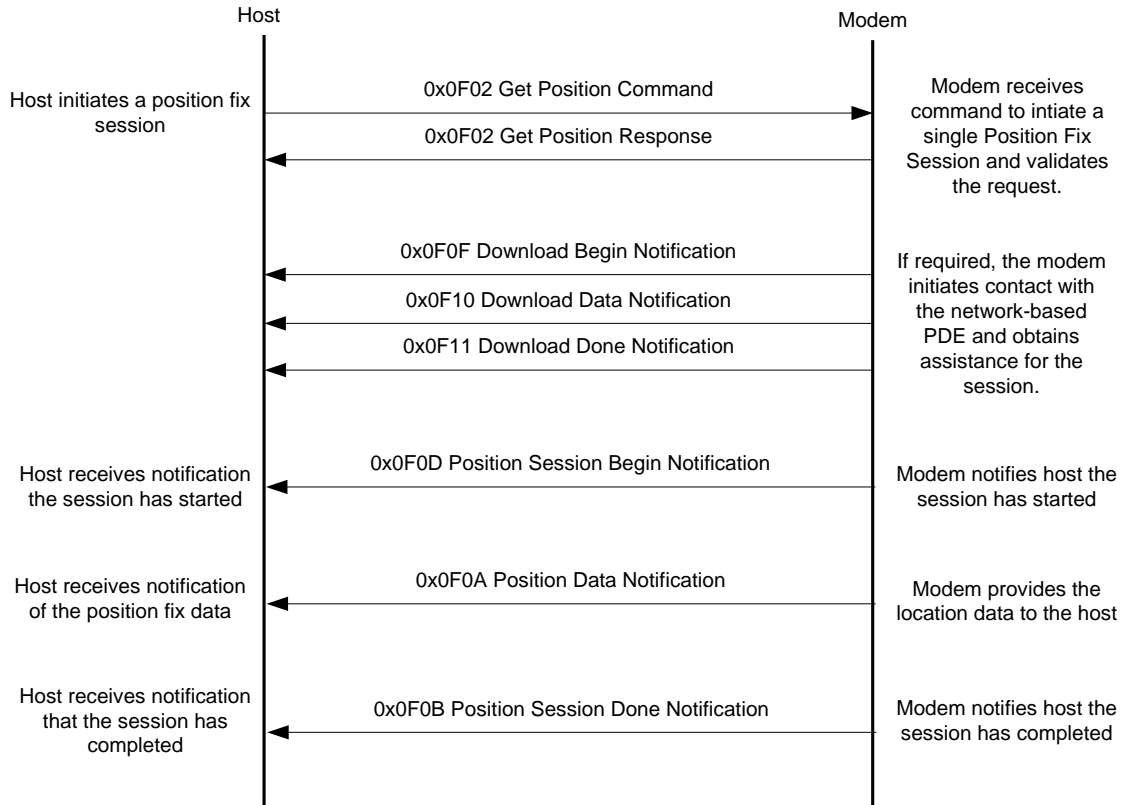 Host
Modem
Host initiates a position fix
session
0x0F02 Get Position Command
0x0F02 Get Position Response
Modem receives
command to intiate a
single Position Fix
Session and validates
the request.
0x0F0F Download Begin Notification
0x0F10 Download Data Notification
0x0F11 Download Done Notification
If required, the modem
initiates contact with
the network-based
PDE and obtains
assistance for the
session.
Host receives notification
the session has started
0x0F0D Position Session Begin Notification
Modem notifies host the
session has started
Host receives notification
of the position fix data
0x0F0A Position Data Notification
Modem provides the
location data to the host
Host receives notification
that the session has
completed
0x0F0B Position Session Done Notification
Modem notifies host the
session has completed